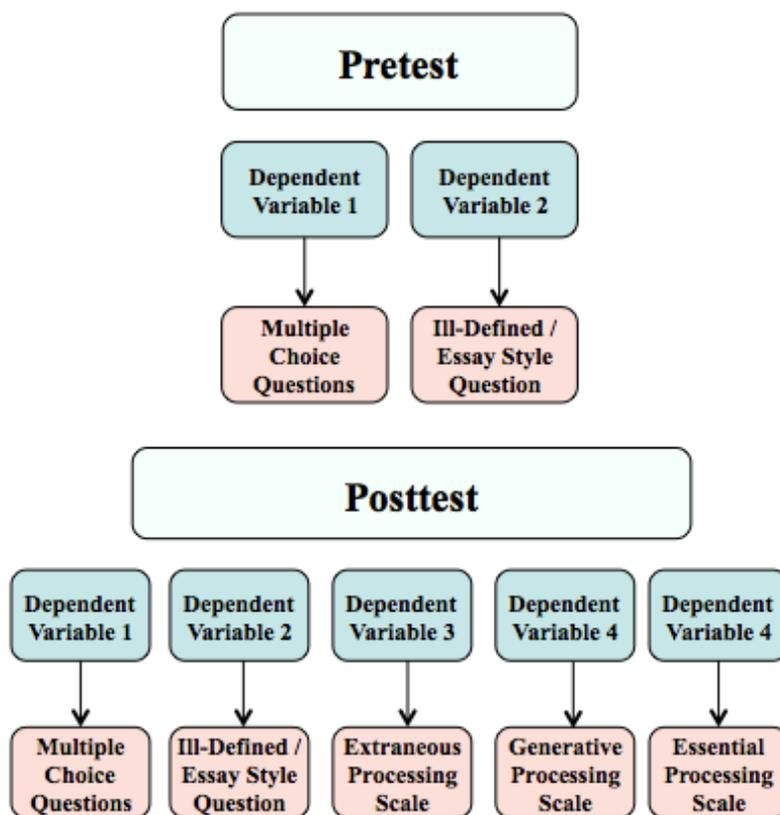 Pretest
Dependent
Variable 1
Dependent
Variable 2
Multiple
Choice
Questions
Ill-Defined /
Essay Style
Question
Posttest
Dependent
Variable 1
Dependent
Variable 2
Dependent
Variable 3
Dependent
Variable 4
Dependent
Variable 4
Multiple
Choice
Questions
Ill-Defined /
Essay Style
Question
Extraneous
Processing
Scale
Generative
Processing
Scale
Essential
Processing
Scale